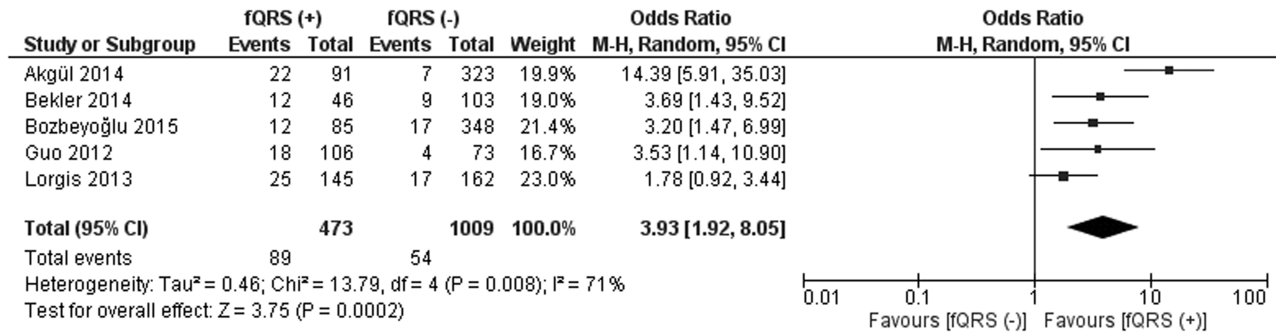 fQRS (+) fQRS (-) Odds Ratio Odds Ratio
Study or Subgroup Events Total Events Total Weight M-H, Random, 95% CI M-H, Random, 95% CI
Akgül 2014 22 91 7 323 19.9% 14.39 [5.91, 35.03]
Bekler 2014 12 46 9 103 19.0% 3.69 [1.43, 9.52]
Bozbeyoğlu 2015 12 85 17 348 21.4% 3.20 [1.47, 6.99]
Guo 2012 18 106 4 73 16.7% 3.53 [1.14, 10.90]
Lorgis 2013 25 145 17 162 23.0% 1.78 [0.92, 3.44]
Total (95% CI) 473 1009 100.0% 3.93 [1.92, 8.05]
Total events 89 54
Heterogeneity: Tau² = 0.46; Chi² = 13.79, df = 4 (P = 0.008); I² = 71%
Test for overall effect: Z = 3.75 (P = 0.0002)
0.01 0.1 1 10 100
Favours [fQRS (-)] Favours [fQRS (+)]